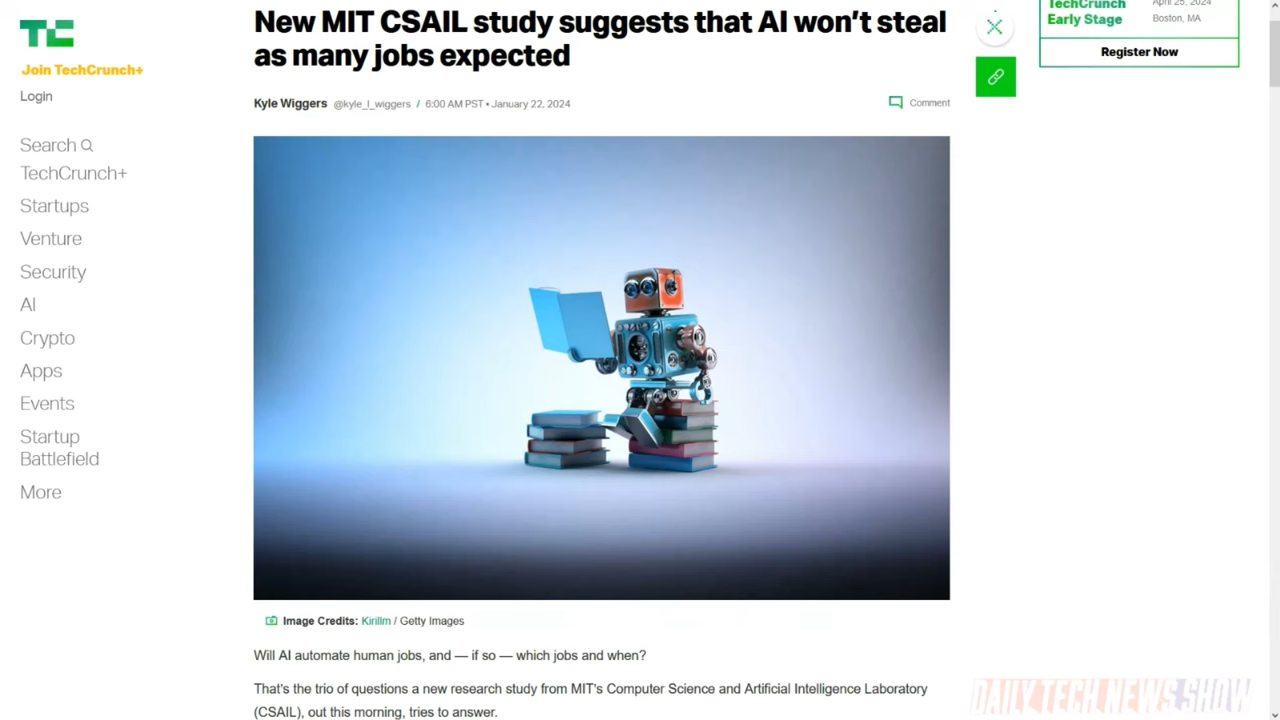 TC
Join TechCrunch+
Login
Search
TechCrunch+
Startups
Venture
Security
AI
Crypto
Apps
Events
Startup
Battlefield
More
New MIT CSAIL study suggests that AI won't steal
as many jobs expected
Kyle Wiggers @kyle_l_wiggers / 6:00 AM PST • January 22, 2024
Comment
Image Credits: Kirillm / Getty Images
Will AI automate human jobs, and — if so — which jobs and when?
That's the trio of questions a new research study from MIT's Computer Science and Artificial Intelligence Laboratory
(CSAIL), out this morning, tries to answer.
TechCrunch
Early Stage
April 25, 2024
Boston, MA
Register Now
DAILY TECH NEWS SHOW